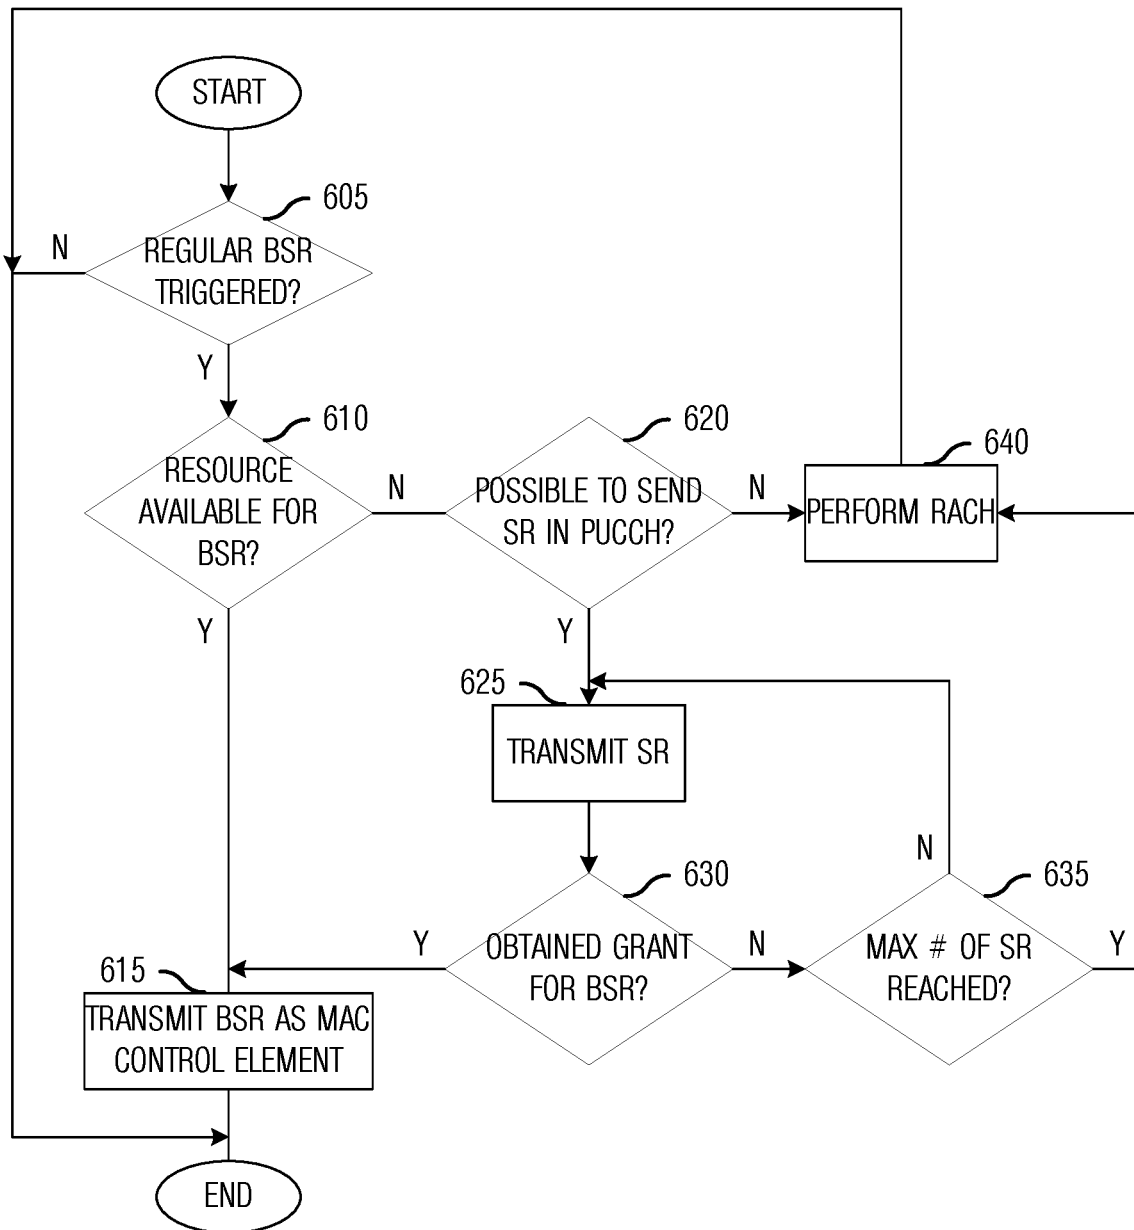 START
605
N
REGULAR BSR
TRIGGERED?
Y
610
RESOURCE
AVAILABLE FOR
BSR?
N
620
POSSIBLE TO SEND
SR IN PUCCH?
N
640
PERFORM RACH
Y
Y
625
TRANSMIT SR
N
630
635
Y
OBTAINED GRANT
FOR BSR?
N
MAX # OF SR
REACHED?
Y
615
TRANSMIT BSR AS MAC
CONTROL ELEMENT
END